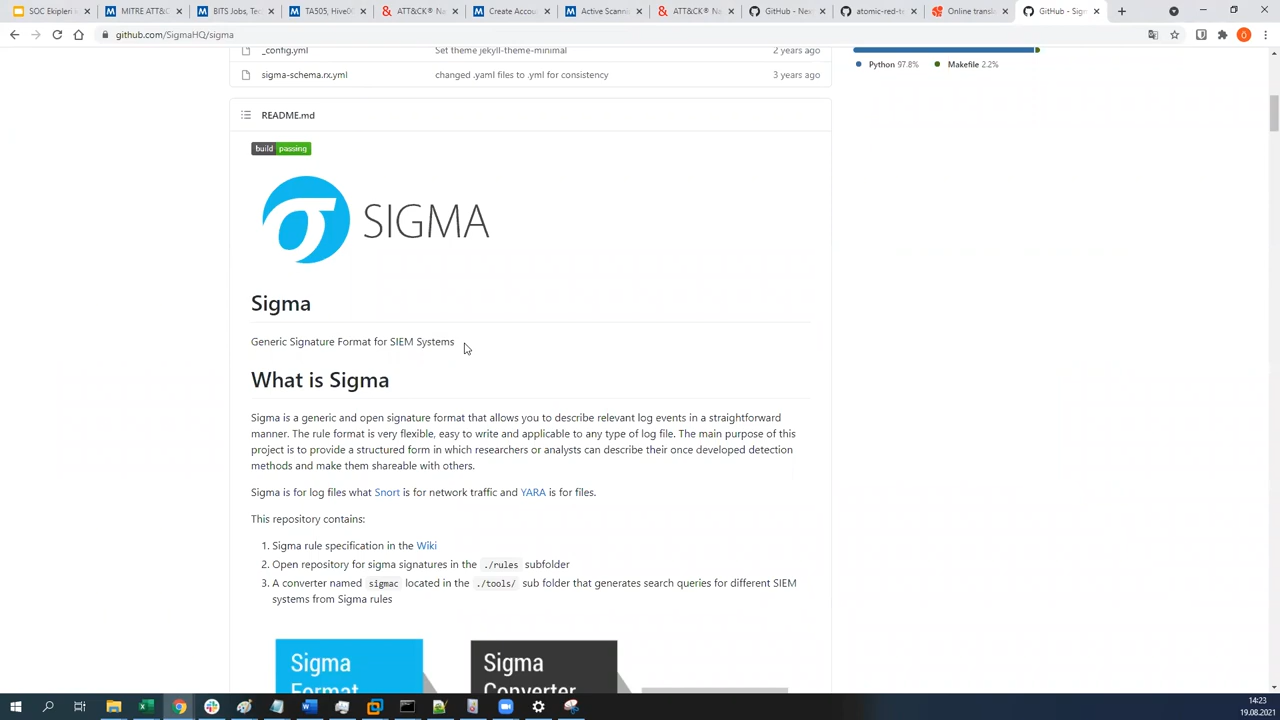 SOC Ekipleri k
MITRE ATT&C
BITS Jobs, Tec
TA505, Hive0
ATT&CK® Na
Create Accou
Active Scanni
ATT&CK® Na
GitHub - Nex
atomic-red-te
Online transla
GitHub - Sig
github.com/SigmaHQ/sigma
_config.yml
Set theme jekyll-theme-minimal
2 years ago
Python 97.8%
Makefile 2.2%
sigma-schema.rx.yml
changed .yaml files to .yml for consistency
3 years ago
README.md
build passing
SIGMA
Sigma
Generic Signature Format for SIEM Systems
What is Sigma
Sigma is a generic and open signature format that allows you to describe relevant log events in a straightforward
manner. The rule format is very flexible, easy to write and applicable to any type of log file. The main purpose of this
project is to provide a structured form in which researchers or analysts can describe their once developed detection
methods and make them shareable with others.
Sigma is for log files what Snort is for network traffic and YARA is for files.
This repository contains:
1. Sigma rule specification in the Wiki
2. Open repository for sigma signatures in the ./rules subfolder
3. A converter named sigmac located in the ./tools/ sub folder that generates search queries for different SIEM
systems from Sigma rules
Sigma
Format
Sigma
Converter
14:23
19.08.2021